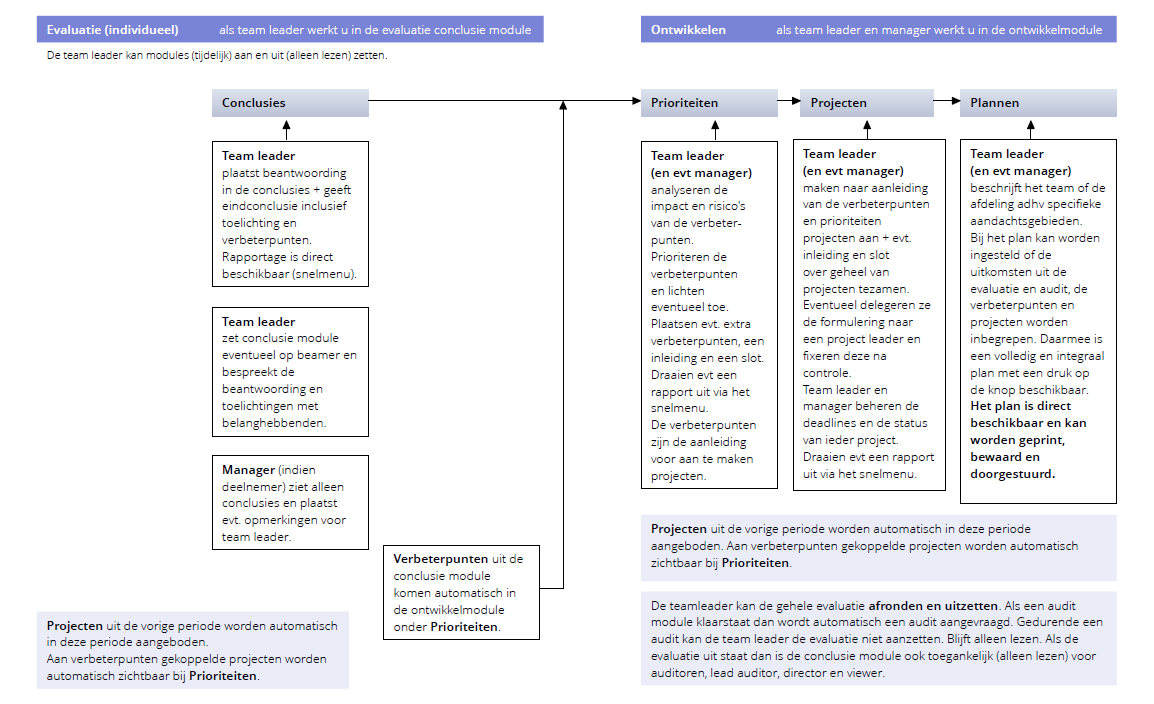 Evaluatie (individueel) als team leader werkt u in de evaluatie conclusie module
De team leader kan modules (tijdelijk) aan en uit (alleen lezen) zetten.
Conclusies
Team leader
plaatst beantwoording
in de conclusies + geeft
eindconclusie inclusief
toelichting en
verbeterpunten.
Rapportage is direct
beschikbaar (snelmenu).
Team leader
zet conclusie module
eventueel op beamer en
bespreekt de
beantwoording en
toelichtingen met
belanghebbenden.
Manager (indien
deelnemer) ziet alleen
conclusies en plaatst
evt. opmerkingen voor
team leader.
Verbeterpunten uit de
conclusie module
komen automatisch in
de ontwikkelmodule
onder Prioriteiten.
Projecten uit de vorige periode worden automatisch
in deze periode aangeboden.
Aan verbeterpunten gekoppelde projecten worden
automatisch zichtbaar bij Prioriteiten.
Ontwikkelen als team leader en manager werkt u in de ontwikkelmodule
Prioriteiten
Team leader
(en evt manager)
analyseren de
impact en risico's
van de verbeter-
punten.
Prioriteren de
verbeterpunten
en lichten
eventueel toe.
Plaatsen evt. extra
verbeterpunten, een
inleiding en een slot.
Draaien evt een
rapport uit via het
snelmenu.
De verbeterpunten
zijn de aanleiding
voor aan te maken
projecten.
Projecten
Team leader
(en evt manager)
maken naar aanleiding
van de verbeterpunten
en prioriteiten
projecten aan + evt.
inleiding en slot
over geheel van
projecten tezamen.
Eventueel delegeren ze
de formulering naar
een project leader en
fixeren deze na
controle.
Team leader en
manager beheren de
deadlines en de status
van ieder project.
Draaien evt een rapport
uit via het snelmenu.
Plannen
Team leader
(en evt manager)
beschrijft het team of de
afdeling adhv specifieke
aandachtsgebieden.
Bij het plan kan worden
ingesteld of de
uitkomsten uit de
evaluatie en audit, de
verbeterpunten en
projecten worden
inbegrepen. Daarmee is
een volledig en integraal
plan met een druk op
de knop beschikbaar.
Het plan is direct
beschikbaar en kan
worden geprint,
bewaard en
doorgestuurd.
Projecten uit de vorige periode worden automatisch in deze periode
aangeboden. Aan verbeterpunten gekoppelde projecten worden automatisch
zichtbaar bij Prioriteiten.
De teamleader kan de gehele evaluatie afronden en uitzetten. Als een audit
module klaarstaat dan wordt automatisch een audit aangevraagd. Gedurende een
audit kan de team leader de evaluatie niet aanzetten. Blijft alleen lezen. Als de
evaluatie uit staat dan is de conclusie module ook toegankelijk (alleen lezen) voor
auditoren, lead auditor, director en viewer.